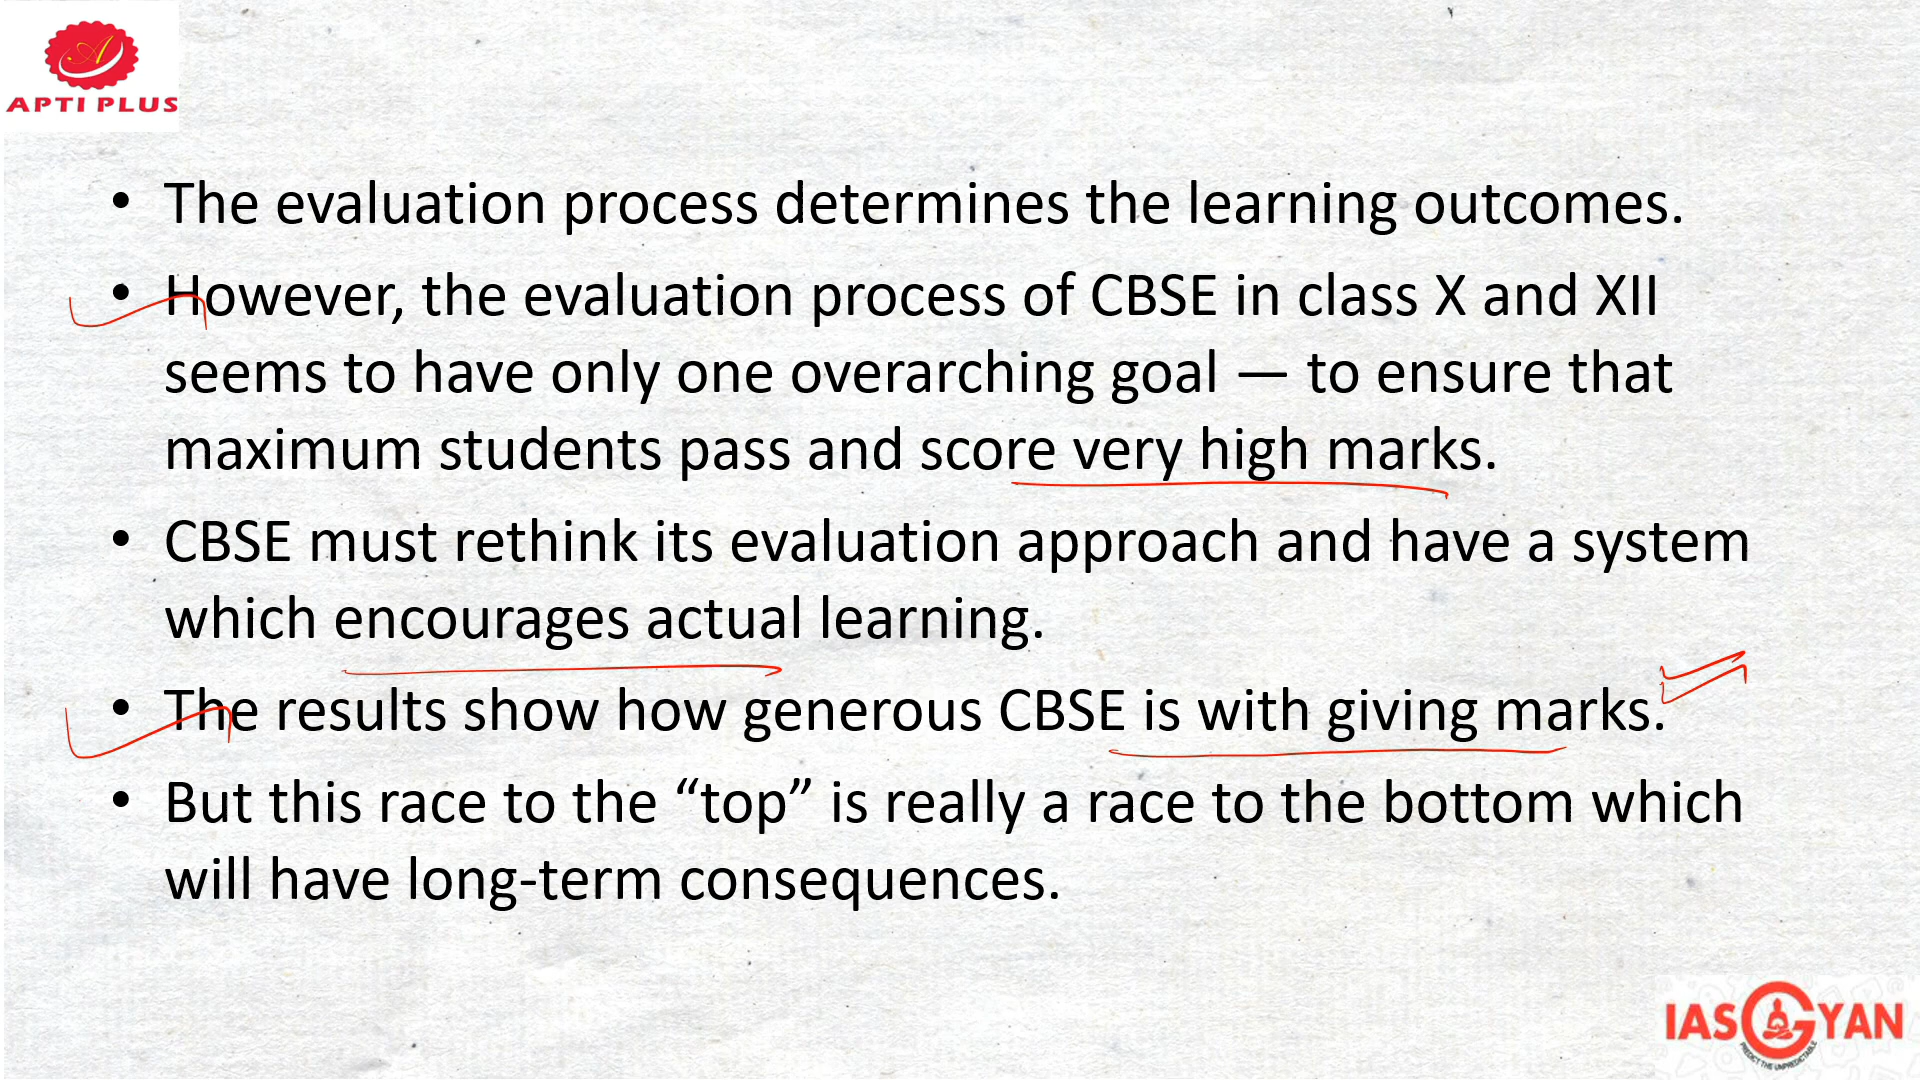 A
APTI PLUS
• The evaluation process determines the learning outcomes.
• However, the evaluation process of CBSE in class X and XII
seems to have only one overarching goal — to ensure that
maximum students pass and score very high marks.
• CBSE must rethink its evaluation approach and have a system
which encourages actual learning.
• The results show how generous CBSE is with giving marks.
• But this race to the “top” is really a race to the bottom which
will have long-term consequences.
IAS GYAN
PREDICT THE UNPREDICTABLE